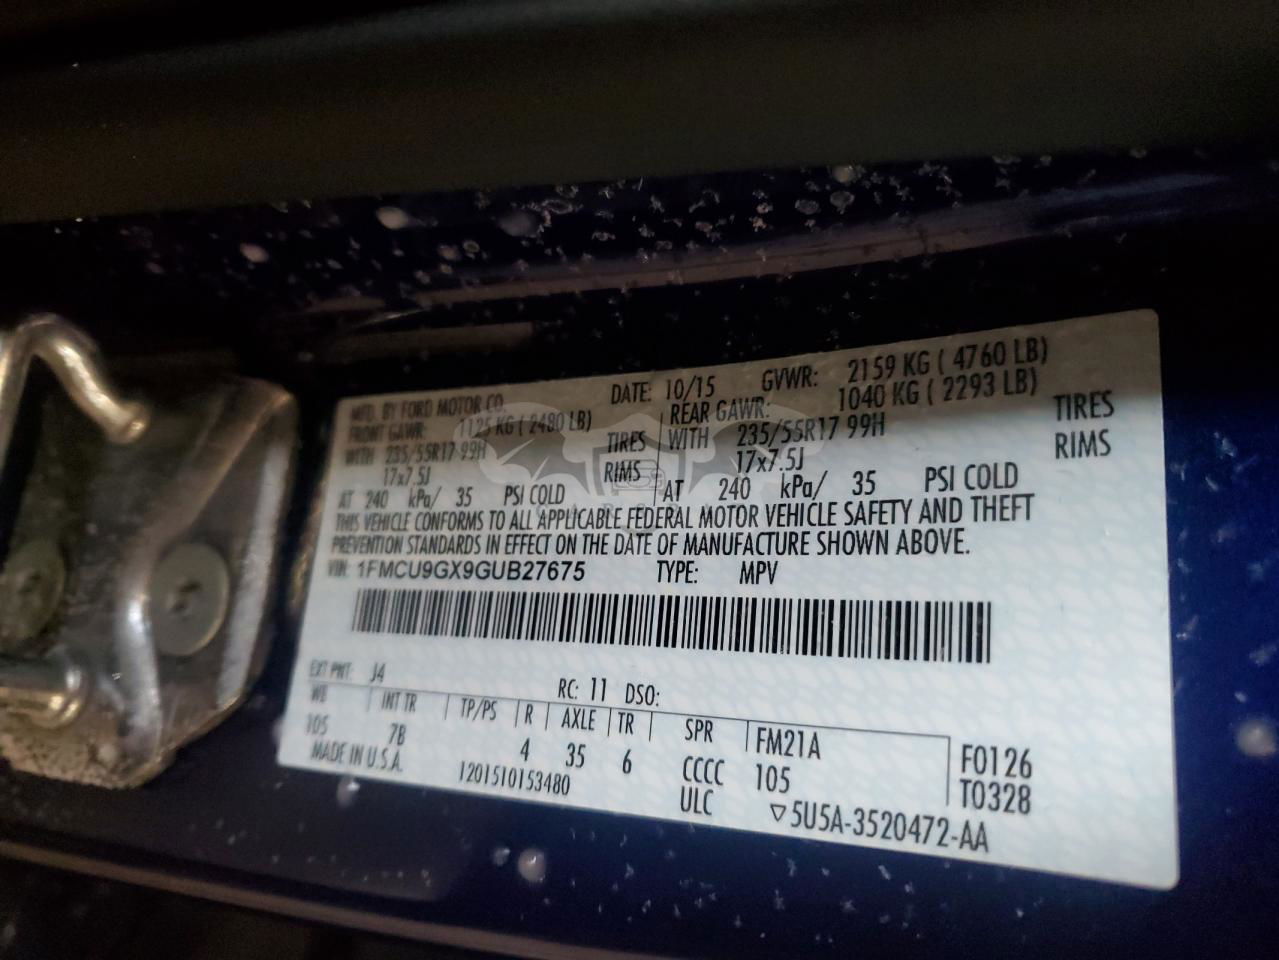 MFD. BY FORD MOTOR CO. DATE: 10/15 GVWR: 2159 KG ( 4760 LB)
FRONT GAWR: 1125 KG ( 2480 LB) REAR GAWR: 1040 KG ( 2293 LB)
WITH 235/55R17 99H TIRES WITH 235/55R17 99H TIRES
17x7.5J RIMS 17x7.5J RIMS
AT 240 kPa/ 35 PSI COLD AT 240 kPa/ 35 PSI COLD
THIS VEHICLE CONFORMS TO ALL APPLICABLE FEDERAL MOTOR VEHICLE SAFETY AND THEFT
PREVENTION STANDARDS IN EFFECT ON THE DATE OF MANUFACTURE SHOWN ABOVE.
VIN: 1FMCU9GX9GUB27675 TYPE: MPV
EXT PNT: J4 RC: 11 DSO:
WB INT TR TP/PS R AXLE TR SPR FM21A F0126
105 7B 4 35 6 CCCC 105 T0328
MADE IN U.S.A. 1201510153480 ULC ▽5U5A-3520472-AA